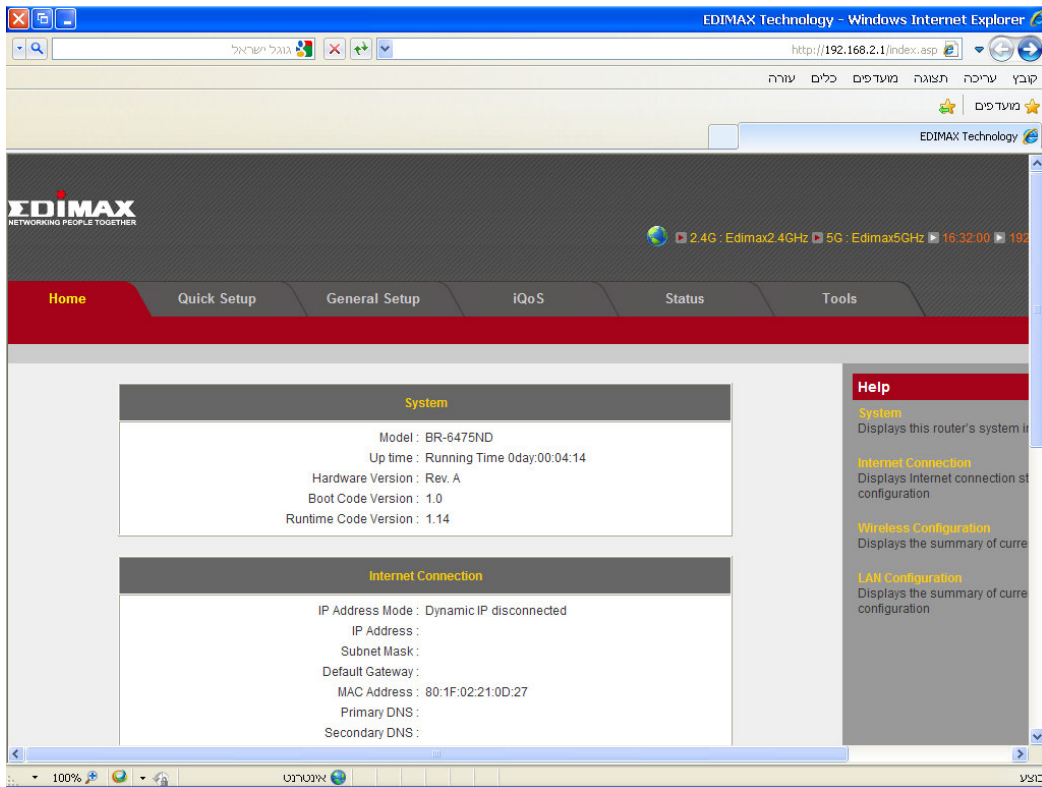 EDIMAX Technology - Windows Internet Explorer
גוגל ישראל
http://192.168.2.1/index.asp
קובץ עריכה תצוגה מועדפים כלים עזרה
מועדפים
EDIMAX Technology
EDIMAX
NETWORKING PEOPLE TOGETHER
2.4G : Edimax2.4GHz 5G : Edimax5GHz 16:32:00 192
Home Quick Setup General Setup iQoS Status Tools
System
Model : BR-6475ND
Up time : Running Time 0day:00:04:14
Hardware Version : Rev. A
Boot Code Version : 1.0
Runtime Code Version : 1.14
Internet Connection
IP Address Mode : Dynamic IP disconnected
IP Address :
Subnet Mask :
Default Gateway :
MAC Address : 80:1F:02:21:0D:27
Primary DNS :
Secondary DNS :
Help
System
Displays this router's system
Internet Connection
Displays Internet connection st
configuration
Wireless Configuration
Displays the summary of curre
LAN Configuration
Displays the summary of curre
configuration
100%
אינטרנט